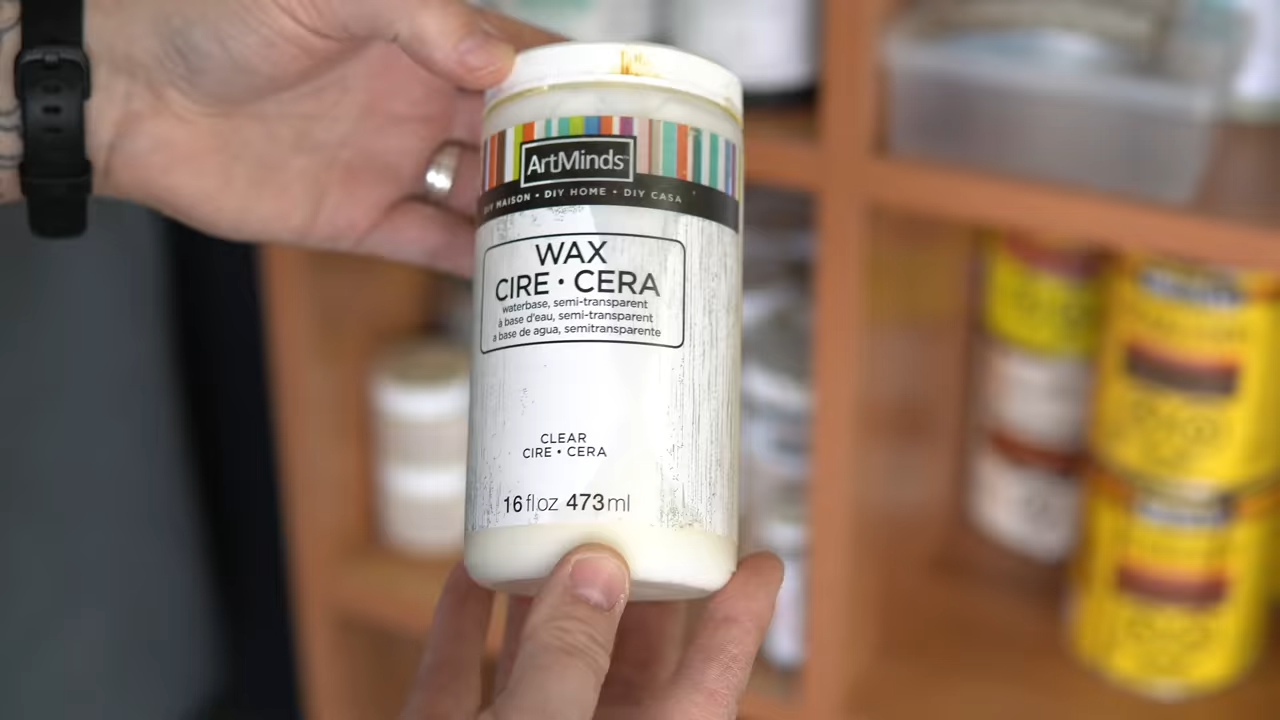 ArtMinds™
DIY MAISON • DIY HOME • DIY CASA
WAX
CIRE • CERA
waterbase, semi-transparent
à base d'eau, semi-transparent
a base de agua, semitransparente
CLEAR
CIRE • CERA
16 fl oz 473 ml